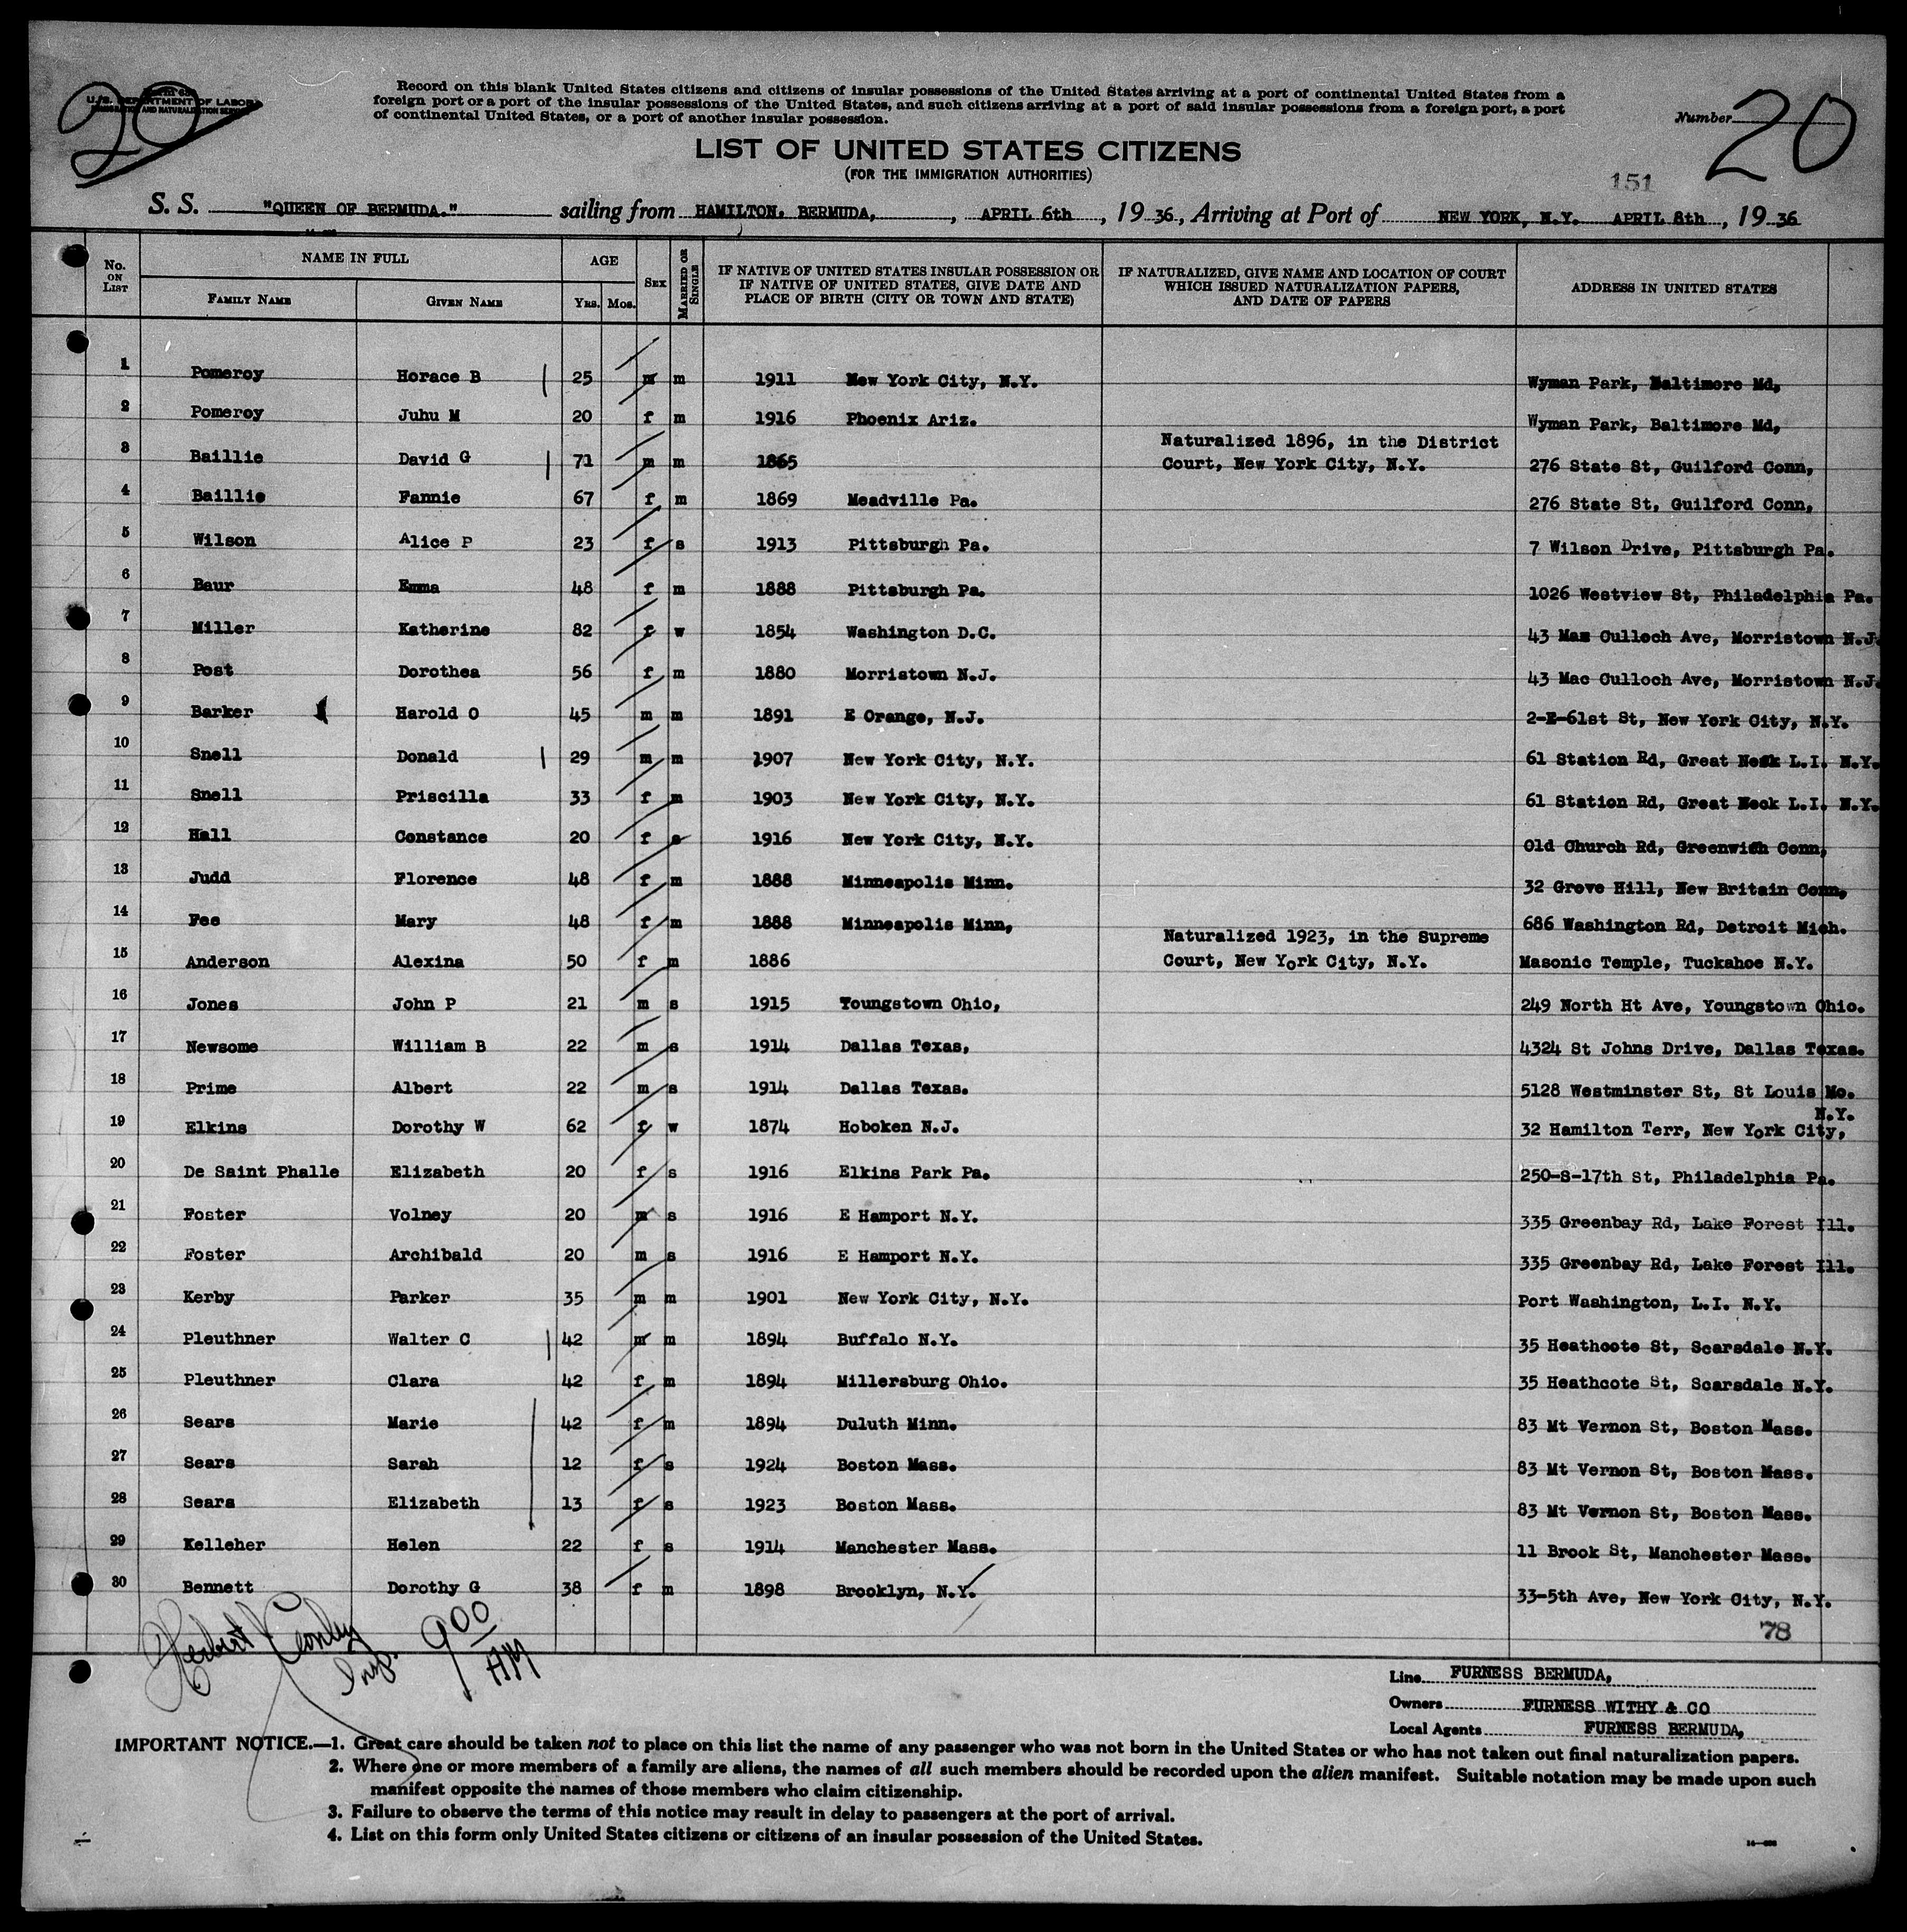 20
U.S. DEPARTMENT OF LABOR
IMMIGRATION AND NATURALIZATION SERVICE
Record on this blank United States citizens and citizens of insular possessions of the United States arriving at a port of continental United States from a
foreign port or a port of the insular possessions of the United States, and such citizens arriving at a port of said insular possessions from a foreign port, a port
of continental United States, or a port of another insular possession.
Number 20
LIST OF UNITED STATES CITIZENS
(FOR THE IMMIGRATION AUTHORITIES)
151
S. S. "QUEEN OF BERMUDA." sailing from HAMILTON, BERMUDA, , APRIL 6th , 19 36, Arriving at Port of NEW YORK, N.Y. APRIL 8th , 19 36
No. ON LIST NAME IN FULL FAMILY NAME GIVEN NAME AGE YRS. MOS. SEX MARRIED OR SINGLE IF NATIVE OF UNITED STATES INSULAR POSSESSION OR IF NATIVE OF UNITED STATES, GIVE DATE AND PLACE OF BIRTH (CITY OR TOWN AND STATE) IF NATURALIZED, GIVE NAME AND LOCATION OF COURT WHICH ISSUED NATURALIZATION PAPERS, AND DATE OF PAPERS ADDRESS IN UNITED STATES
1 Pomeroy Horace B 25 m m 1911 New York City, N.Y. Wyman Park, Baltimore Md,
2 Pomeroy Juhu M 20 f m 1916 Phoenix Ariz. Wyman Park, Baltimore Md,
3 Baillie David G 71 m m 1865 Naturalized 1896, in the District Court, New York City, N.Y. 276 State St, Guilford Conn,
4 Baillie Fannie 67 f m 1869 Meadville Pa. 276 State St, Guilford Conn,
5 Wilson Alice P 23 f s 1913 Pittsburgh Pa. 7 Wilson Drive, Pittsburgh Pa.
6 Baur Emma 48 f m 1888 Pittsburgh Pa. 1026 Westview St, Philadelphia Pa.
7 Miller Katherine 82 f w 1854 Washington D.C. 43 Mac Culloch Ave, Morristown N.J.
8 Post Dorothea 56 f m 1880 Morristown N.J. 43 Mac Culloch Ave, Morristown N.J.
9 Barker Harold O 45 m m 1891 E Orange, N.J. 2-E-61st St, New York City, N.Y.
10 Snell Donald 29 m m 1907 New York City, N.Y. 61 Station Rd, Great Neck L.I. N.Y.
11 Snell Priscilla 33 f m 1903 New York City, N.Y. 61 Station Rd, Great Neck L.I. N.Y.
12 Hall Constance 20 f s 1916 New York City, N.Y. Old Church Rd, Greenwich Conn,
13 Judd Florence 48 f m 1888 Minneapolis Minn. 32 Grove Hill, New Britain Conn,
14 Fee Mary 48 f m 1888 Minneapolis Minn, 686 Washington Rd, Detroit Mich.
15 Anderson Alexina 50 f m 1886 Naturalized 1923, in the Supreme Court, New York City, N.Y. Masonic Temple, Tuckahoe N.Y.
16 Jones John P 21 m s 1915 Toungstown Ohio, 249 North Ht Ave, Youngstown Ohio.
17 Newsome William B 22 m s 1914 Dallas Texas, 4324 St Johns Drive, Dallas Texas.
18 Prime Albert 22 m s 1914 Dallas Texas. 5128 Westminster St, St Louis Mo.
19 Elkins Dorothy W 62 f w 1874 Hoboken N.J. 32 Hamilton Terr, New York City, N.Y.
20 De Saint Phalle Elizabeth 20 f s 1916 Elkins Park Pa. 250-S-17th St, Philadelphia Pa.
21 Foster Volney 20 m s 1916 E Hamport N.Y. 335 Greenbay Rd, Lake Forest Ill.
22 Foster Archibald 20 m s 1916 E Hamport N.Y. 335 Greenbay Rd, Lake Forest Ill.
23 Kerby Parker 35 m m 1901 New York City, N.Y. Port Washington, L.I. N.Y.
24 Pleuthner Walter C 42 m m 1894 Buffalo N.Y. 35 Heathcote St, Scarsdale N.Y.
25 Pleuthner Clara 42 f m 1894 Millersburg Ohio. 35 Heathcote St, Scarsdale N.Y.
26 Sears Marie 42 f m 1894 Duluth Minn. 83 Mt Vernon St, Boston Mass.
27 Sears Sarah 12 f s 1924 Boston Mass. 83 Mt Vernon St, Boston Mass.
28 Sears Elizabeth 13 f s 1923 Boston Mass. 83 Mt Vernon St, Boston Mass.
29 Kelleher Helen 22 f s 1914 Manchester Mass. 11 Brook St, Manchester Mass.
30 Bennett Dorothy G 38 f m 1898 Brooklyn, N.Y. 33-5th Ave, New York City, N.Y.
Herbert Insp. 9 00 AM
78
Line FURNESS BERMUDA,
Owners FURNESS WITHY & CO
Local Agents FURNESS BERMUDA,
IMPORTANT NOTICE.—1. Great care should be taken not to place on this list the name of any passenger who was not born in the United States or who has not taken out final naturalization papers.
2. Where one or more members of a family are aliens, the names of all such members should be recorded upon the alien manifest. Suitable notation may be made upon such
manifest opposite the names of those members who claim citizenship.
3. Failure to observe the terms of this notice may result in delay to passengers at the port of arrival.
4. List on this form only United States citizens or citizens of an insular possession of the United States.